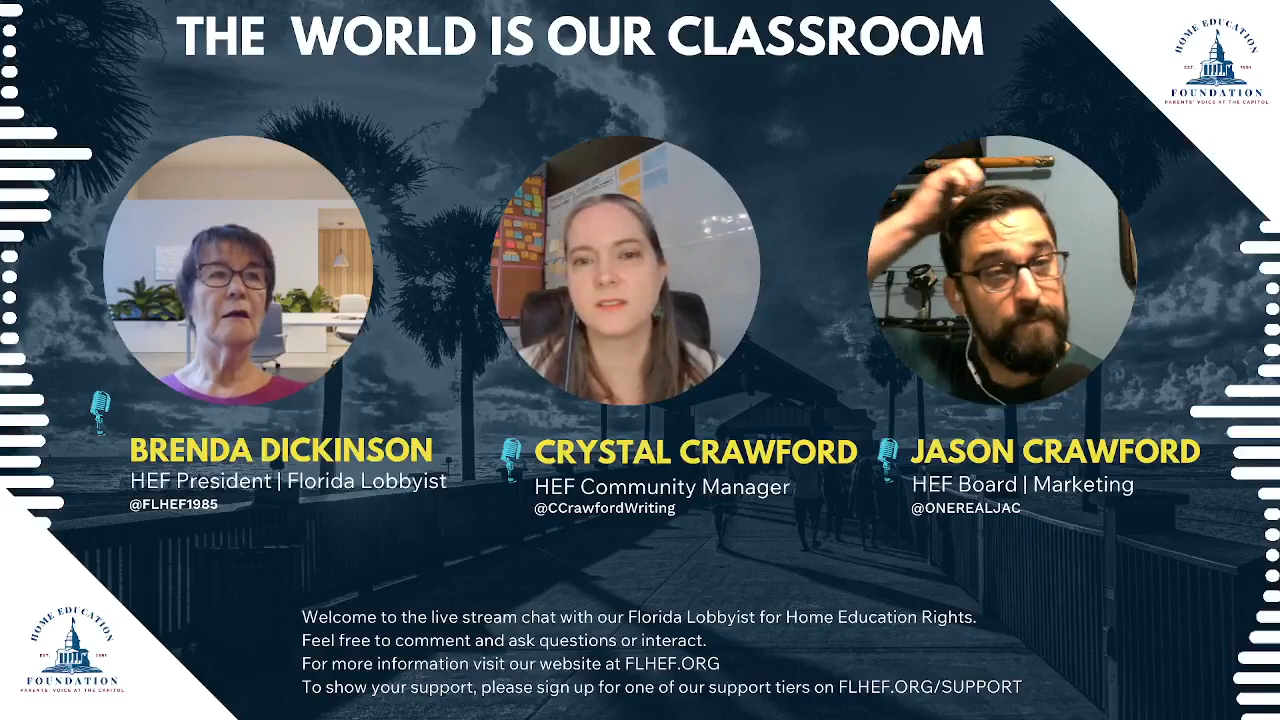 THE WORLD IS OUR CLASSROOM
HOME EDUCATION
EST. 1985
FOUNDATION
PARENTS' VOICE AT THE CAPITOL
BRENDA DICKINSON
HEF President | Florida Lobbyist
@FLHEF1985
CRYSTAL CRAWFORD
HEF Community Manager
@CCrawfordWriting
JASON CRAWFORD
HEF Board | Marketing
@ONEREALJAC
Welcome to the live stream chat with our Florida Lobbyist for Home Education Rights.
Feel free to comment and ask questions or interact.
For more information visit our website at FLHEF.ORG
To show your support, please sign up for one of our support tiers on FLHEF.ORG/SUPPORT
HOME EDUCATION
EST. 1985
FOUNDATION
PARENTS' VOICE AT THE CAPITOL